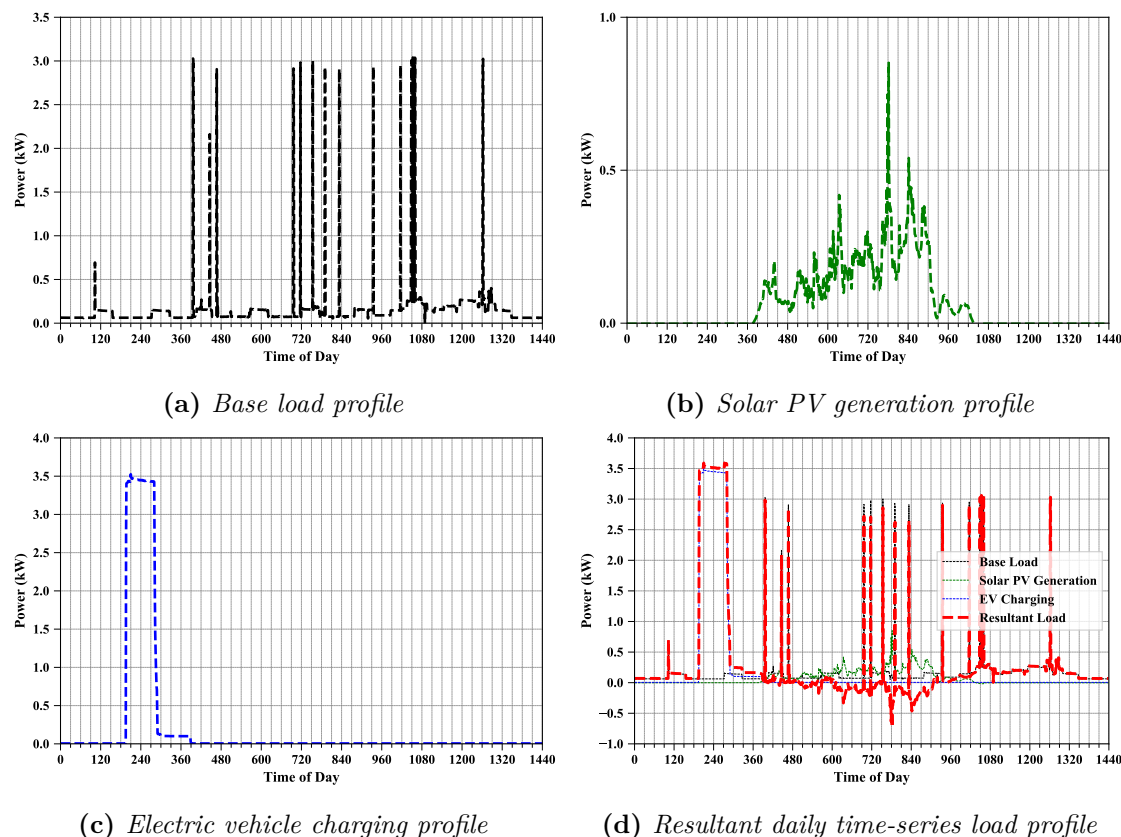 3.5
3.0
2.5
2.0
1.5
1.0
0.5
0.0
Power (kW)
0 120 240 360 480 600 720 840 960 1080 1200 1320 1440
Time of Day
(a) Base load profile
1.0
0.5
0.0
Power (kW)
0 120 240 360 480 600 720 840 960 1080 1200 1320 1440
Time of Day
(b) Solar PV generation profile
4.0
3.5
3.0
2.5
2.0
1.5
1.0
0.5
0.0
Power (kW)
0 120 240 360 480 600 720 840 960 1080 1200 1320 1440
Time of Day
(c) Electric vehicle charging profile
4.0
3.5
3.0
2.5
2.0
1.5
1.0
0.5
0.0
−0.5
−1.0
Power (kW)
Base Load
Solar PV Generation
EV Charging
Resultant Load
0 120 240 360 480 600 720 840 960 1080 1200 1320 1440
Time of Day
(d) Resultant daily time-series load profile